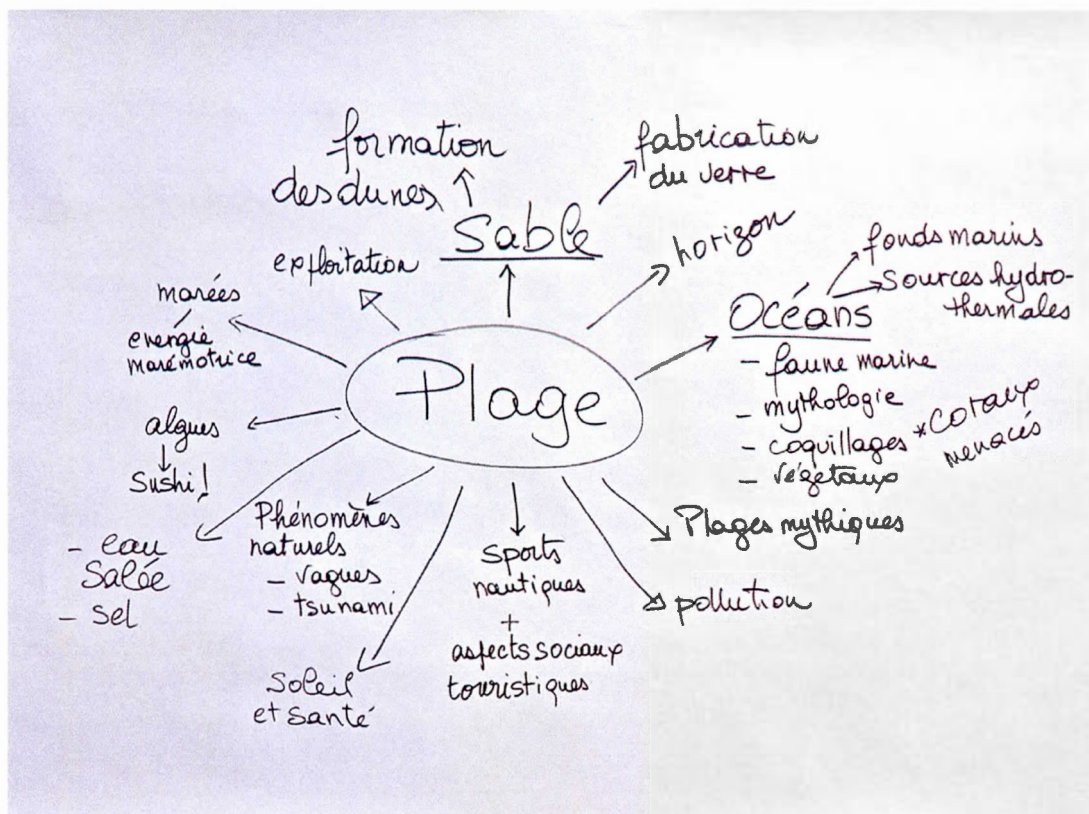 formation
des dunes
fabrication
du verre
Sable
horizon
exploitation
fonds marins
Sources hydro-
thermales
Océans
- faune marine
- mythologie
- coquillages
- végétaux
* coraux
menacés
marées
energie
marémotrice
Plage
algues
Sushi!
- eau
Salée
- sel
Phénomènes
naturels
- vagues
- tsunami
Soleil
et Santé
Sports
nautiques
+
aspects sociaux
touristiques
Plages mythiques
pollution